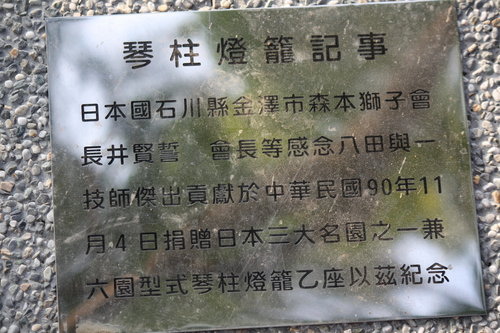 琴柱燈籠記事
日本國石川縣金澤市森本獅子會
長井賢誓 會長等感念八田與一
技師傑出貢獻於中華民國90年11
月4日捐贈日本三大名園之一兼
六園型式琴柱燈籠乙座以茲紀念